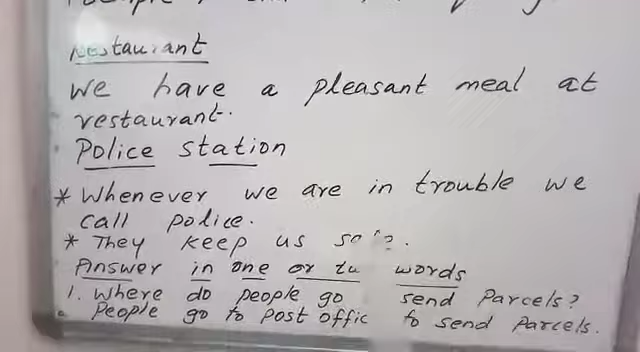 Restaurant
We have a pleasant meal at
restaurant.
Police station
* Whenever we are in trouble we
call police.
* They keep us
Answer in one or words
1. Where do people go send Parcels?
People go to post offic to send Parcels.